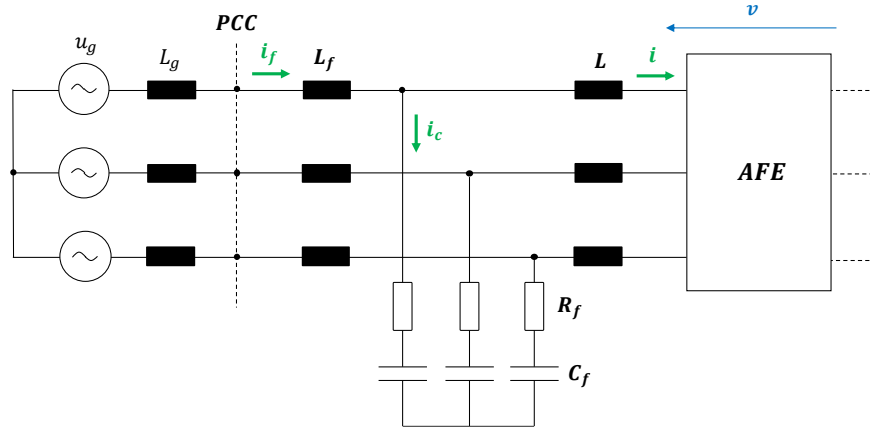 v
PCC
u_g
L_g
i_f
L_f
L
i
i_c
AFE
R_f
C_f